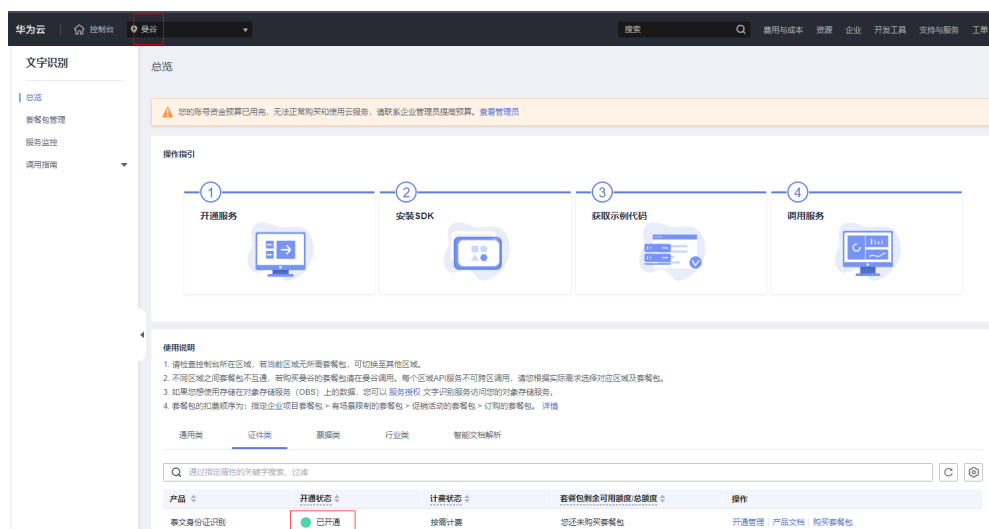 华为云 控制台 曼谷 搜索 费用与成本 资源 企业 开发工具 支持与服务 工单
文字识别
总览
总览
套餐包管理
服务监控
调用指南
您的账号资金预算已用完，无法正常购买和使用云服务，请联系企业管理员提高预算。查看管理员
操作指引
1
开通服务
2
安装SDK
3
获取示例代码
4
调用服务
使用说明
1. 请检查控制台所在区域，若当前区域无所需套餐包，可切换至其他区域。
2. 不同区域之间套餐包不互通，若购买曼谷的套餐包请在曼谷调用。每个区域API服务不可跨区调用，请您根据实际需求选择对应区域及套餐包。
3. 如果您想使用存储在对象存储服务（OBS）上的数据，您可以 服务授权 文字识别服务访问您的对象存储服务。
4. 套餐包的扣费顺序为：指定企业项目套餐包 > 有场景限制的套餐包 > 促销活动的套餐包 > 订购的套餐包。 详情
通用类 证件类 票据类 行业类 智能文档解析
通过指定属性的关键字搜索、过滤
产品 开通状态 计费状态 套餐包剩余可用额度/总额度 操作
泰文身份证识别 已开通 按需计费 您还未购买套餐包 开通管理 产品文档 购买套餐包